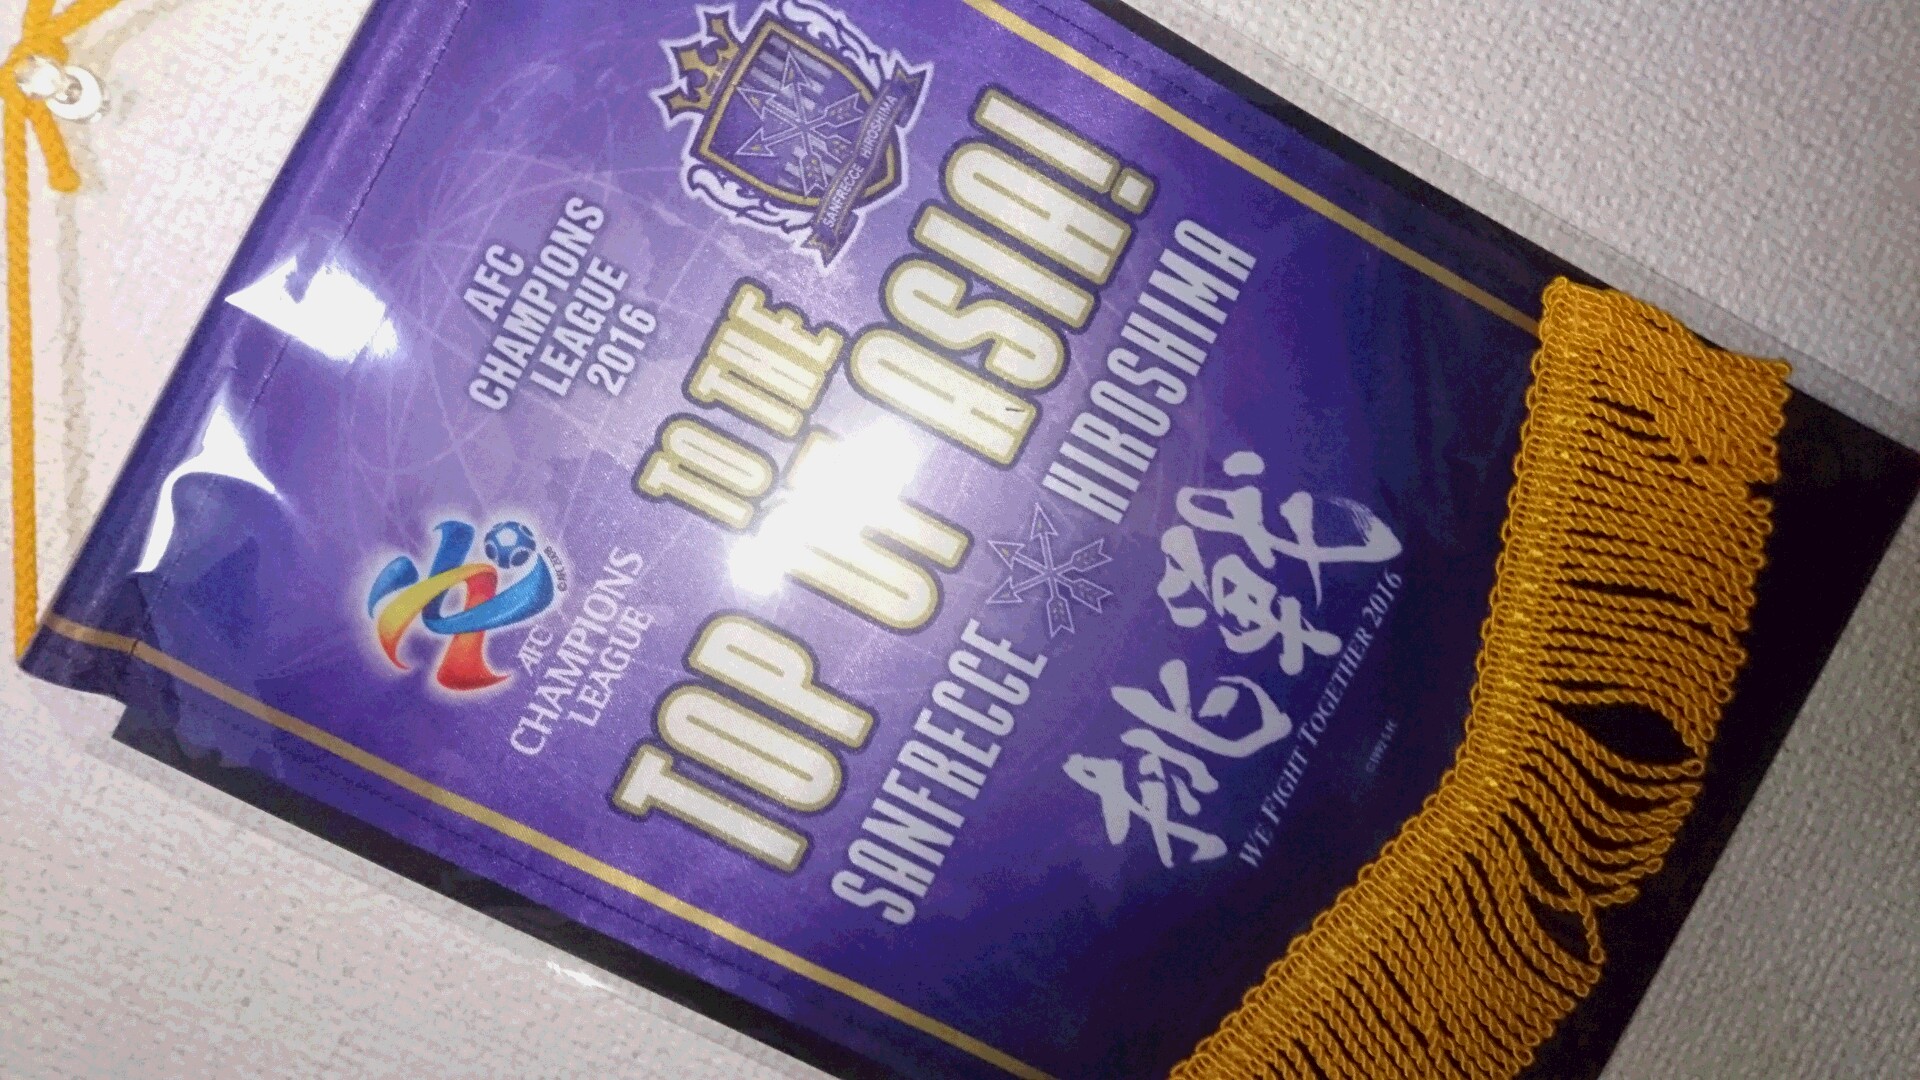 SANFRECCE HIROSHIMA
AFC
CHAMPIONS
LEAGUE
2016
AFC
CHAMPIONS
LEAGUE
TO THE
TOP OF ASIA!
SANFRECCE HIROSHIMA
挑戦
WE FIGHT TOGETHER 2016